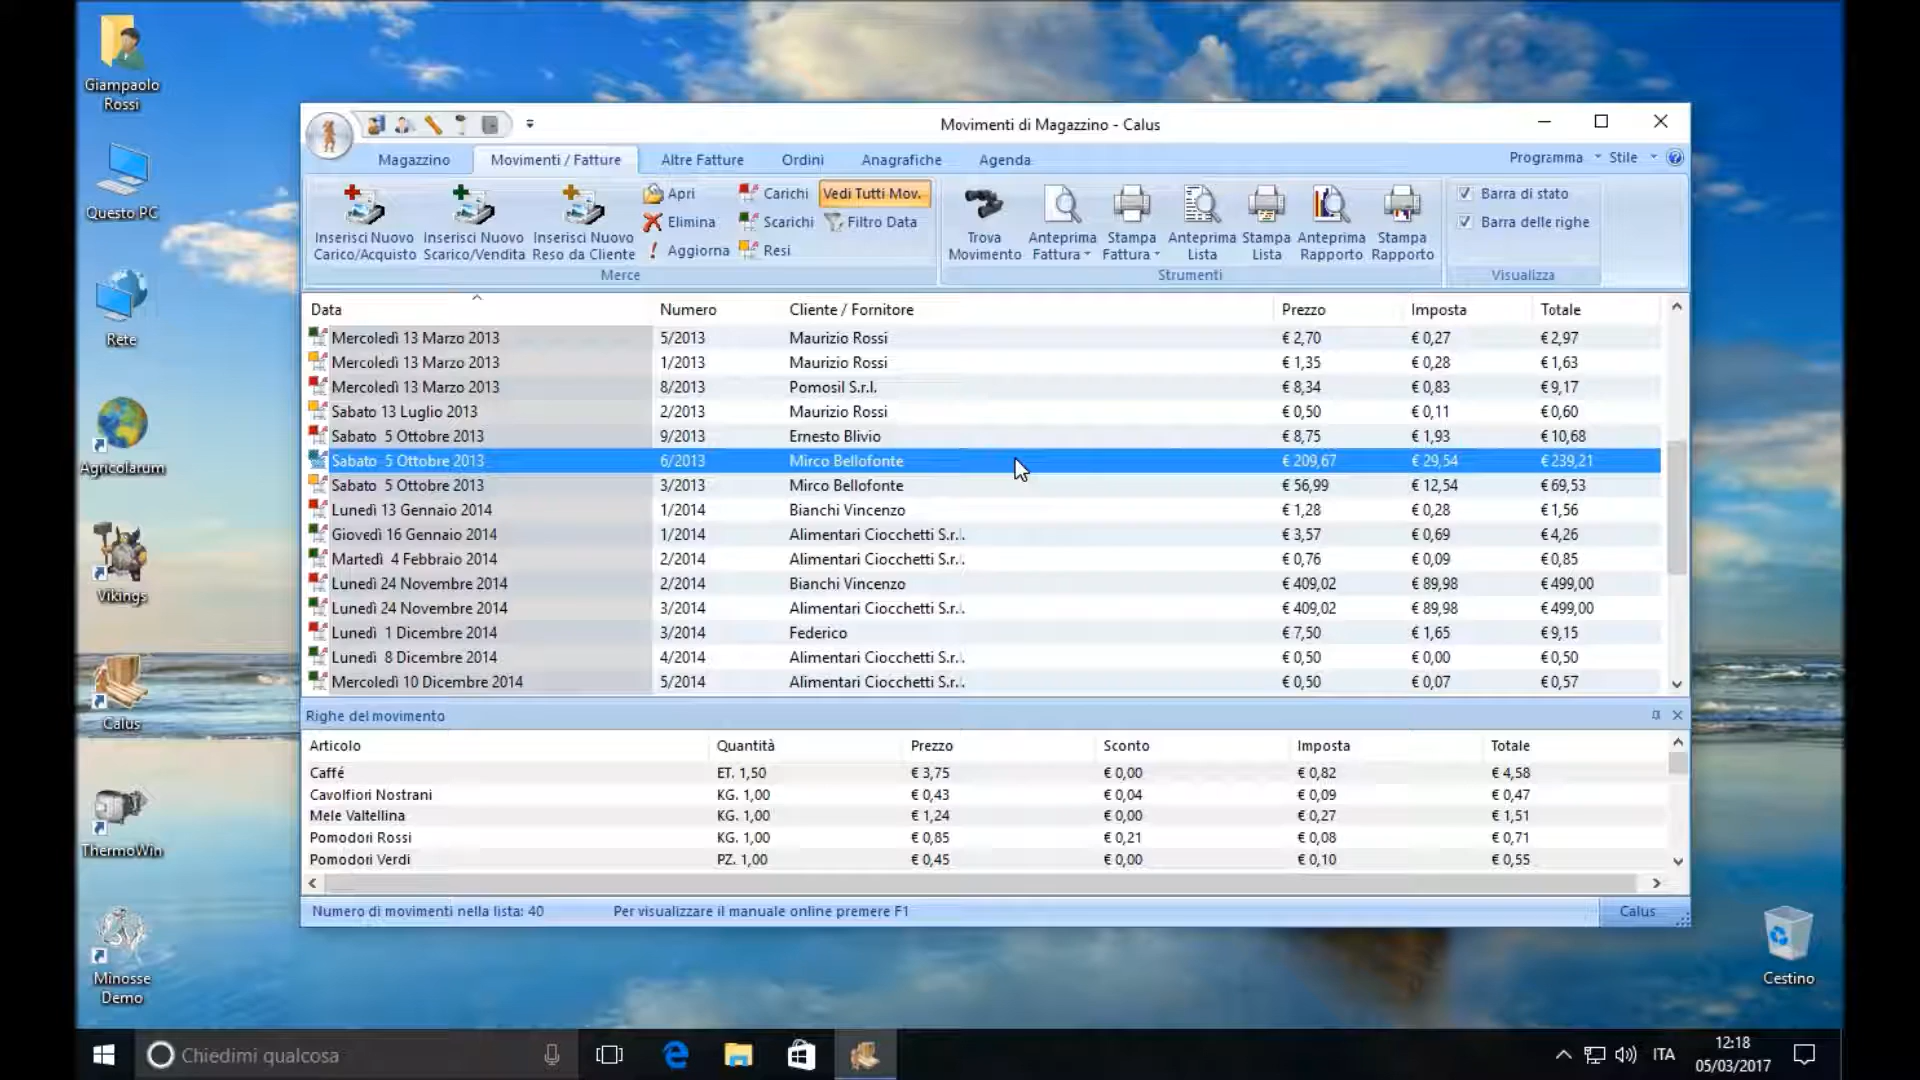 Giampaolo
Rossi
Questo PC
Rete
Agricolarum
Vikings
Calus
ThermoWin
Minosse
Demo
Cestino
Movimenti di Magazzino - Calus
Magazzino
Movimenti / Fatture
Altre Fatture
Ordini
Anagrafiche
Agenda
Programma
Stile
Inserisci Nuovo
Carico/Acquisto
Inserisci Nuovo
Scarico/Vendita
Inserisci Nuovo
Reso da Cliente
Apri
Elimina
Aggiorna
Carichi
Scarichi
Resi
Vedi Tutti Mov.
Filtro Data
Merce
Trova
Movimento
Anteprima
Fattura
Stampa
Fattura
Anteprima
Lista
Stampa
Lista
Anteprima
Rapporto
Stampa
Rapporto
Strumenti
Barra di stato
Barra delle righe
Visualizza
Data Numero Cliente / Fornitore Prezzo Imposta Totale
Mercoledì 13 Marzo 2013 5/2013 Maurizio Rossi € 2,70 € 0,27 € 2,97
Mercoledì 13 Marzo 2013 1/2013 Maurizio Rossi € 1,35 € 0,28 € 1,63
Mercoledì 13 Marzo 2013 8/2013 Pomosil S.r.l. € 8,34 € 0,83 € 9,17
Sabato 13 Luglio 2013 2/2013 Maurizio Rossi € 0,50 € 0,11 € 0,60
Sabato 5 Ottobre 2013 9/2013 Ernesto Blivio € 8,75 € 1,93 € 10,68
Sabato 5 Ottobre 2013 6/2013 Mirco Bellofonte € 209,67 € 29,54 € 239,21
Sabato 5 Ottobre 2013 3/2013 Mirco Bellofonte € 56,99 € 12,54 € 69,53
Lunedì 13 Gennaio 2014 1/2014 Bianchi Vincenzo € 1,28 € 0,28 € 1,56
Giovedì 16 Gennaio 2014 1/2014 Alimentari Ciocchetti S.r.l. € 3,57 € 0,69 € 4,26
Martedì 4 Febbraio 2014 2/2014 Alimentari Ciocchetti S.r.l. € 0,76 € 0,09 € 0,85
Lunedì 24 Novembre 2014 2/2014 Bianchi Vincenzo € 409,02 € 89,98 € 499,00
Lunedì 24 Novembre 2014 3/2014 Alimentari Ciocchetti S.r.l. € 409,02 € 89,98 € 499,00
Lunedì 1 Dicembre 2014 3/2014 Federico € 7,50 € 1,65 € 9,15
Lunedì 8 Dicembre 2014 4/2014 Alimentari Ciocchetti S.r.l. € 0,50 € 0,00 € 0,50
Mercoledì 10 Dicembre 2014 5/2014 Alimentari Ciocchetti S.r.l. € 0,50 € 0,07 € 0,57
Righe del movimento
Articolo Quantità Prezzo Sconto Imposta Totale
Caffé ET. 1,50 € 3,75 € 0,00 € 0,82 € 4,58
Cavolfiori Nostrani KG. 1,00 € 0,43 € 0,04 € 0,09 € 0,47
Mele Valtellina KG. 1,00 € 1,24 € 0,00 € 0,27 € 1,51
Pomodori Rossi KG. 1,00 € 0,85 € 0,21 € 0,08 € 0,71
Pomodori Verdi PZ. 1,00 € 0,45 € 0,00 € 0,10 € 0,55
Numero di movimenti nella lista: 40 Per visualizzare il manuale online premere F1 Calus
Chiedimi qualcosa
ITA
12:18
05/03/2017